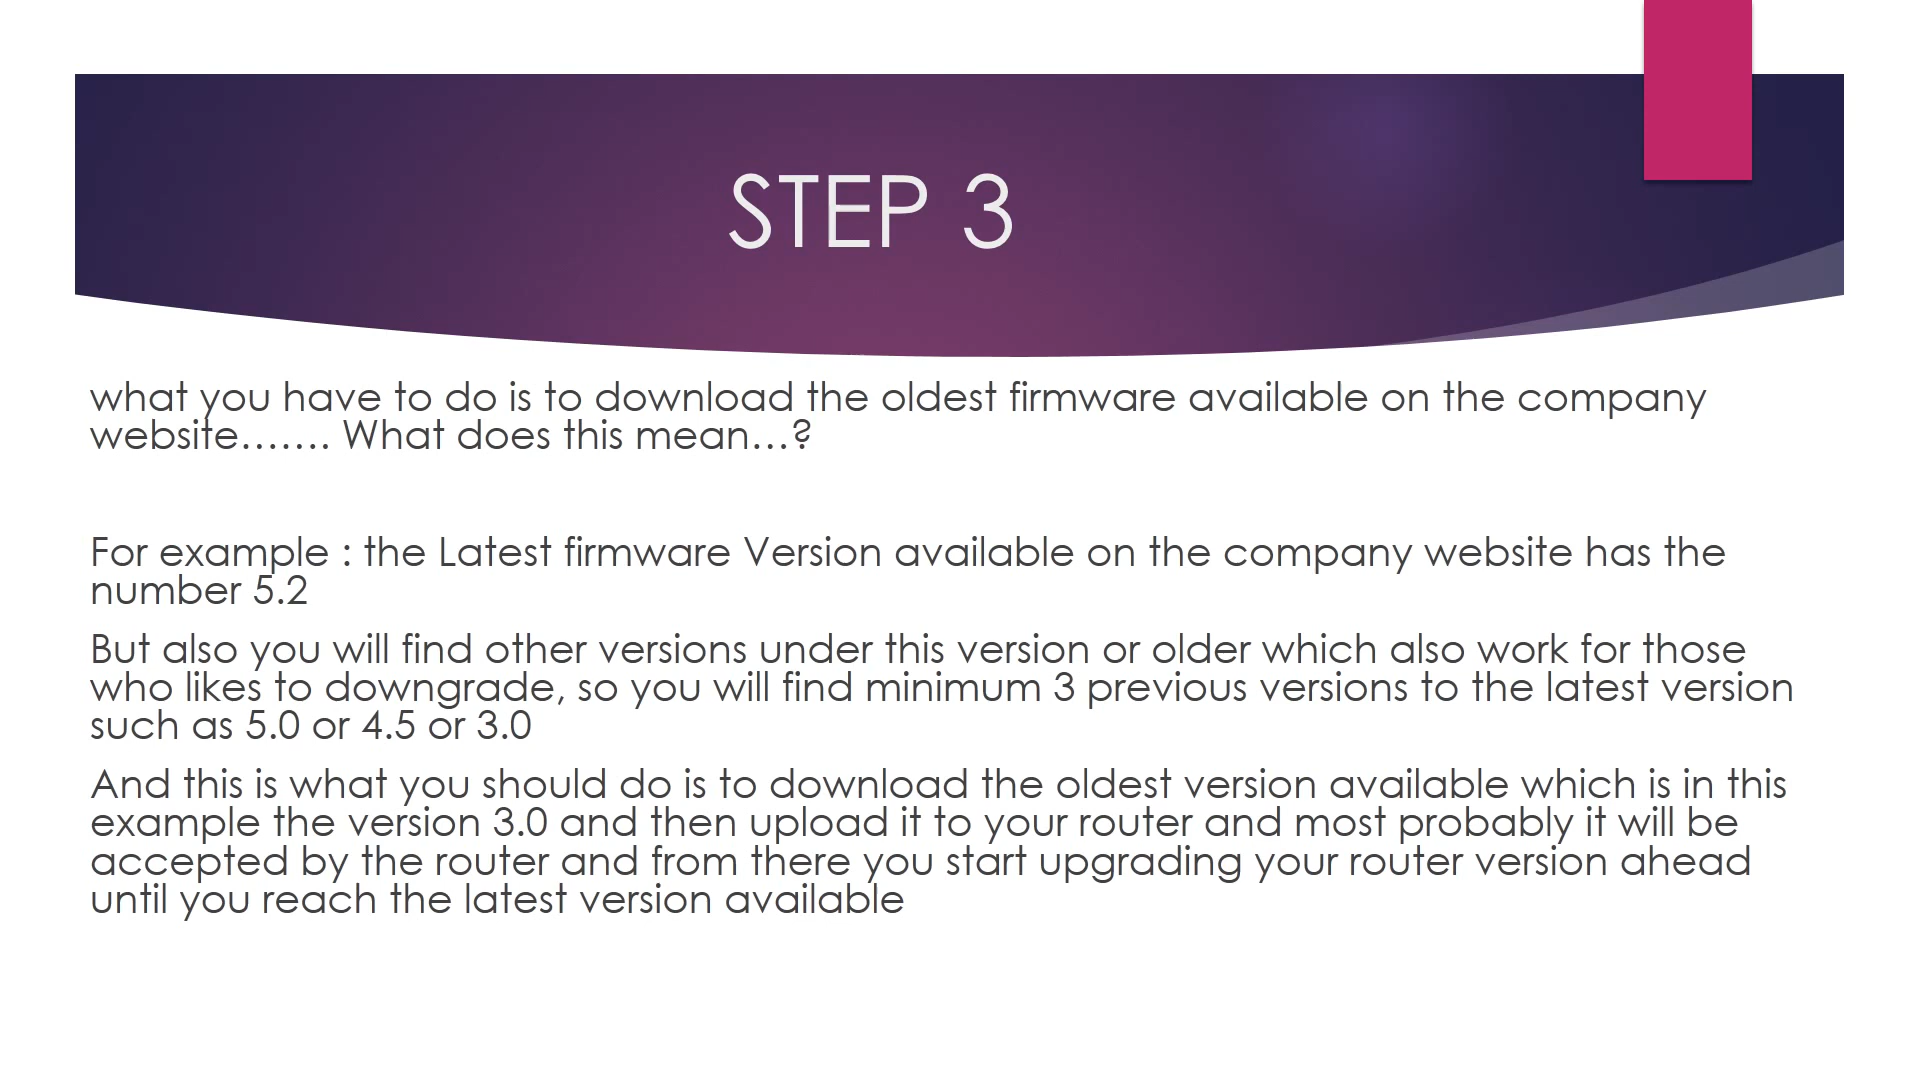 STEP 3
what you have to do is to download the oldest firmware available on the company
website……. What does this mean…?
For example : the Latest firmware Version available on the company website has the
number 5.2
But also you will find other versions under this version or older which also work for those
who likes to downgrade, so you will find minimum 3 previous versions to the latest version
such as 5.0 or 4.5 or 3.0
And this is what you should do is to download the oldest version available which is in this
example the version 3.0 and then upload it to your router and most probably it will be
accepted by the router and from there you start upgrading your router version ahead
until you reach the latest version available